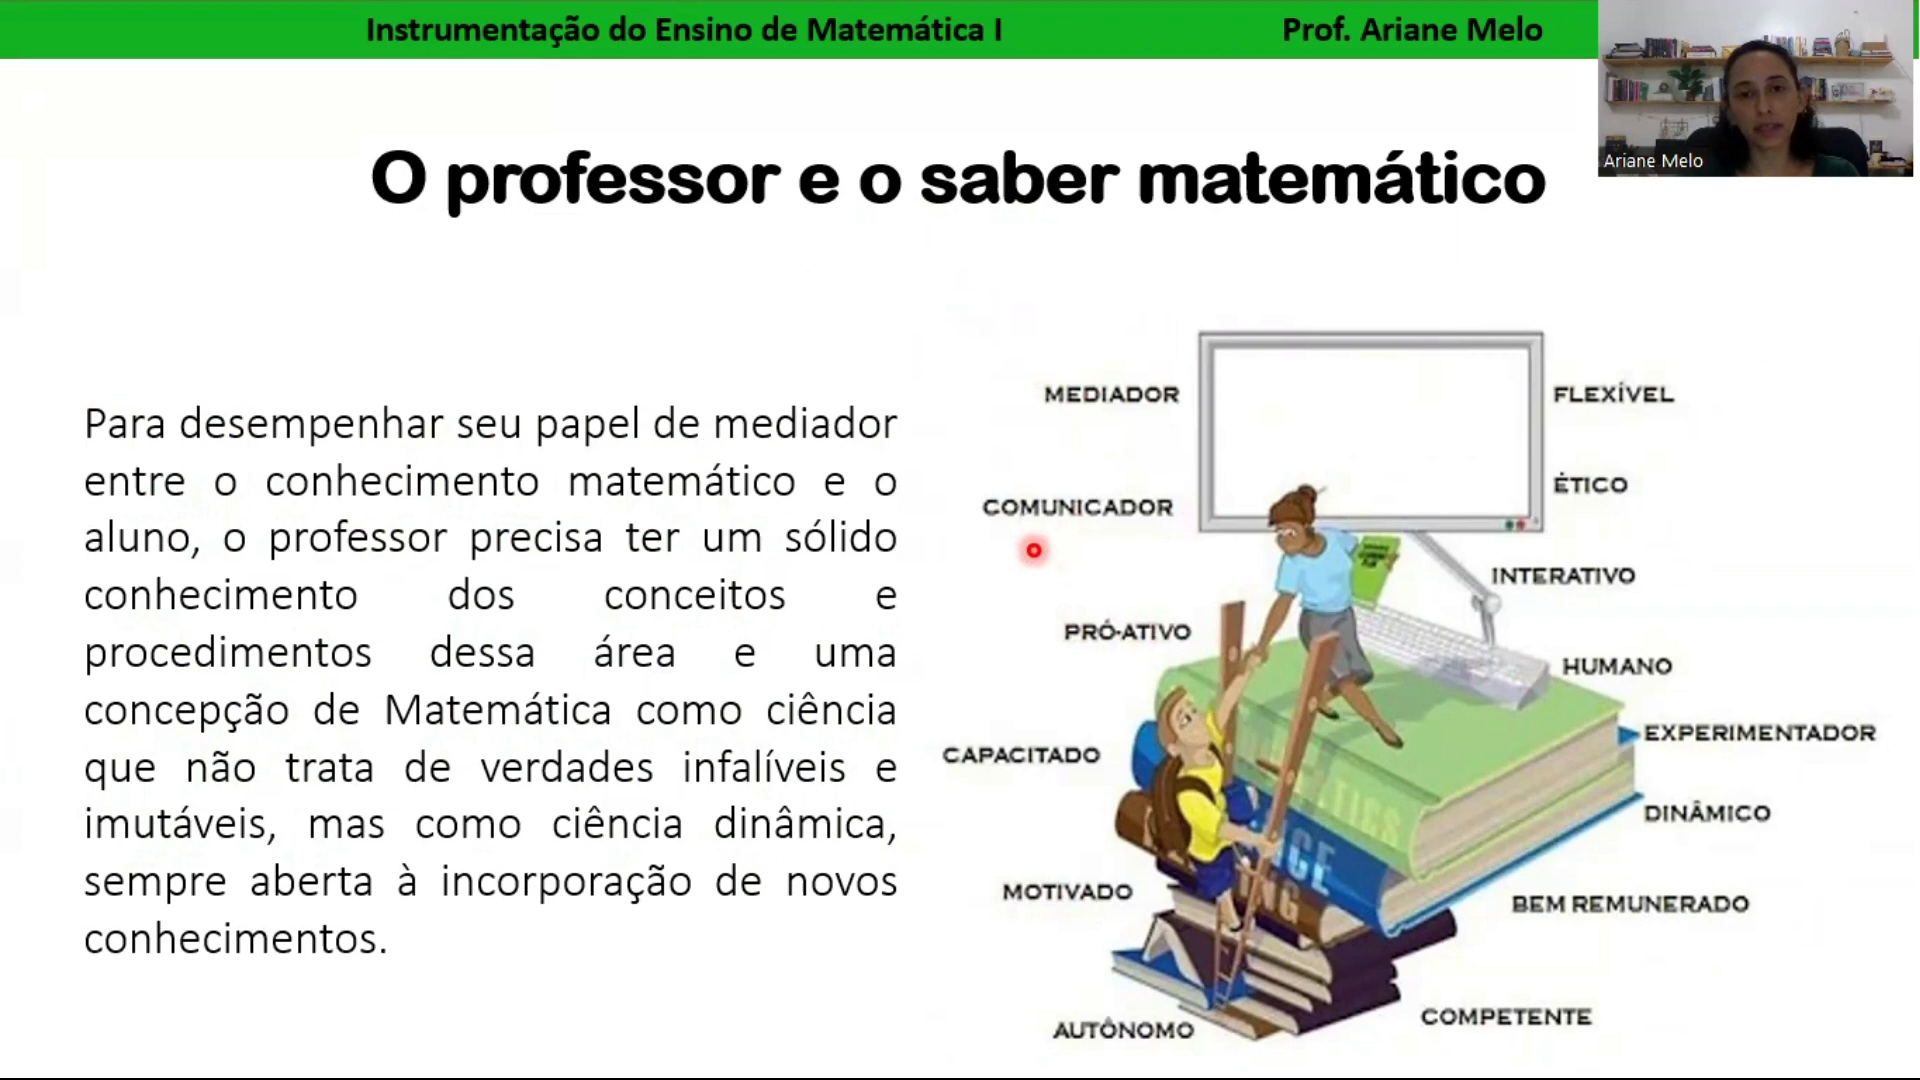 Instrumentação do Ensino de Matemática I
Prof. Ariane Melo
Ariane Melo
O professor e o saber matemático
Para desempenhar seu papel de mediador
entre o conhecimento matemático e o
aluno, o professor precisa ter um sólido
conhecimento dos conceitos e
procedimentos dessa área e uma
concepção de Matemática como ciência
que não trata de verdades infalíveis e
imutáveis, mas como ciência dinâmica,
sempre aberta à incorporação de novos
conhecimentos.
MEDIADOR
FLEXÍVEL
ÉTICO
COMUNICADOR
INTERATIVO
PRÓ-ATIVO
HUMANO
EXPERIMENTADOR
CAPACITADO
DINÂMICO
MOTIVADO
BEM REMUNERADO
COMPETENTE
AUTÔNOMO